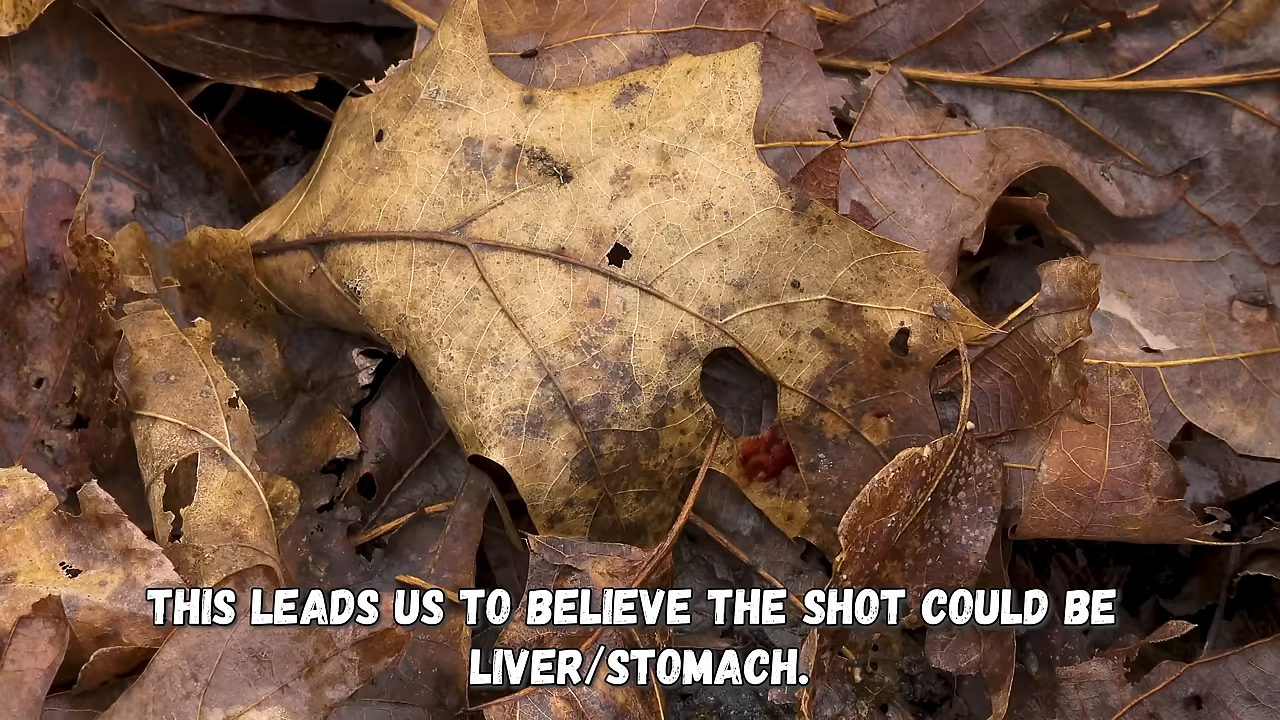 THIS LEADS US TO BELIEVE THE SHOT COULD BE
LIVER/STOMACH.